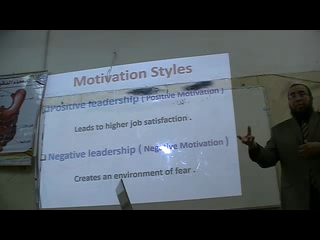 Motivation Styles
Positive leadership ( Positive Motivation )
Leads to higher job satisfaction .
Negative leadership ( Negative Motivation )
Creates an environment of fear .